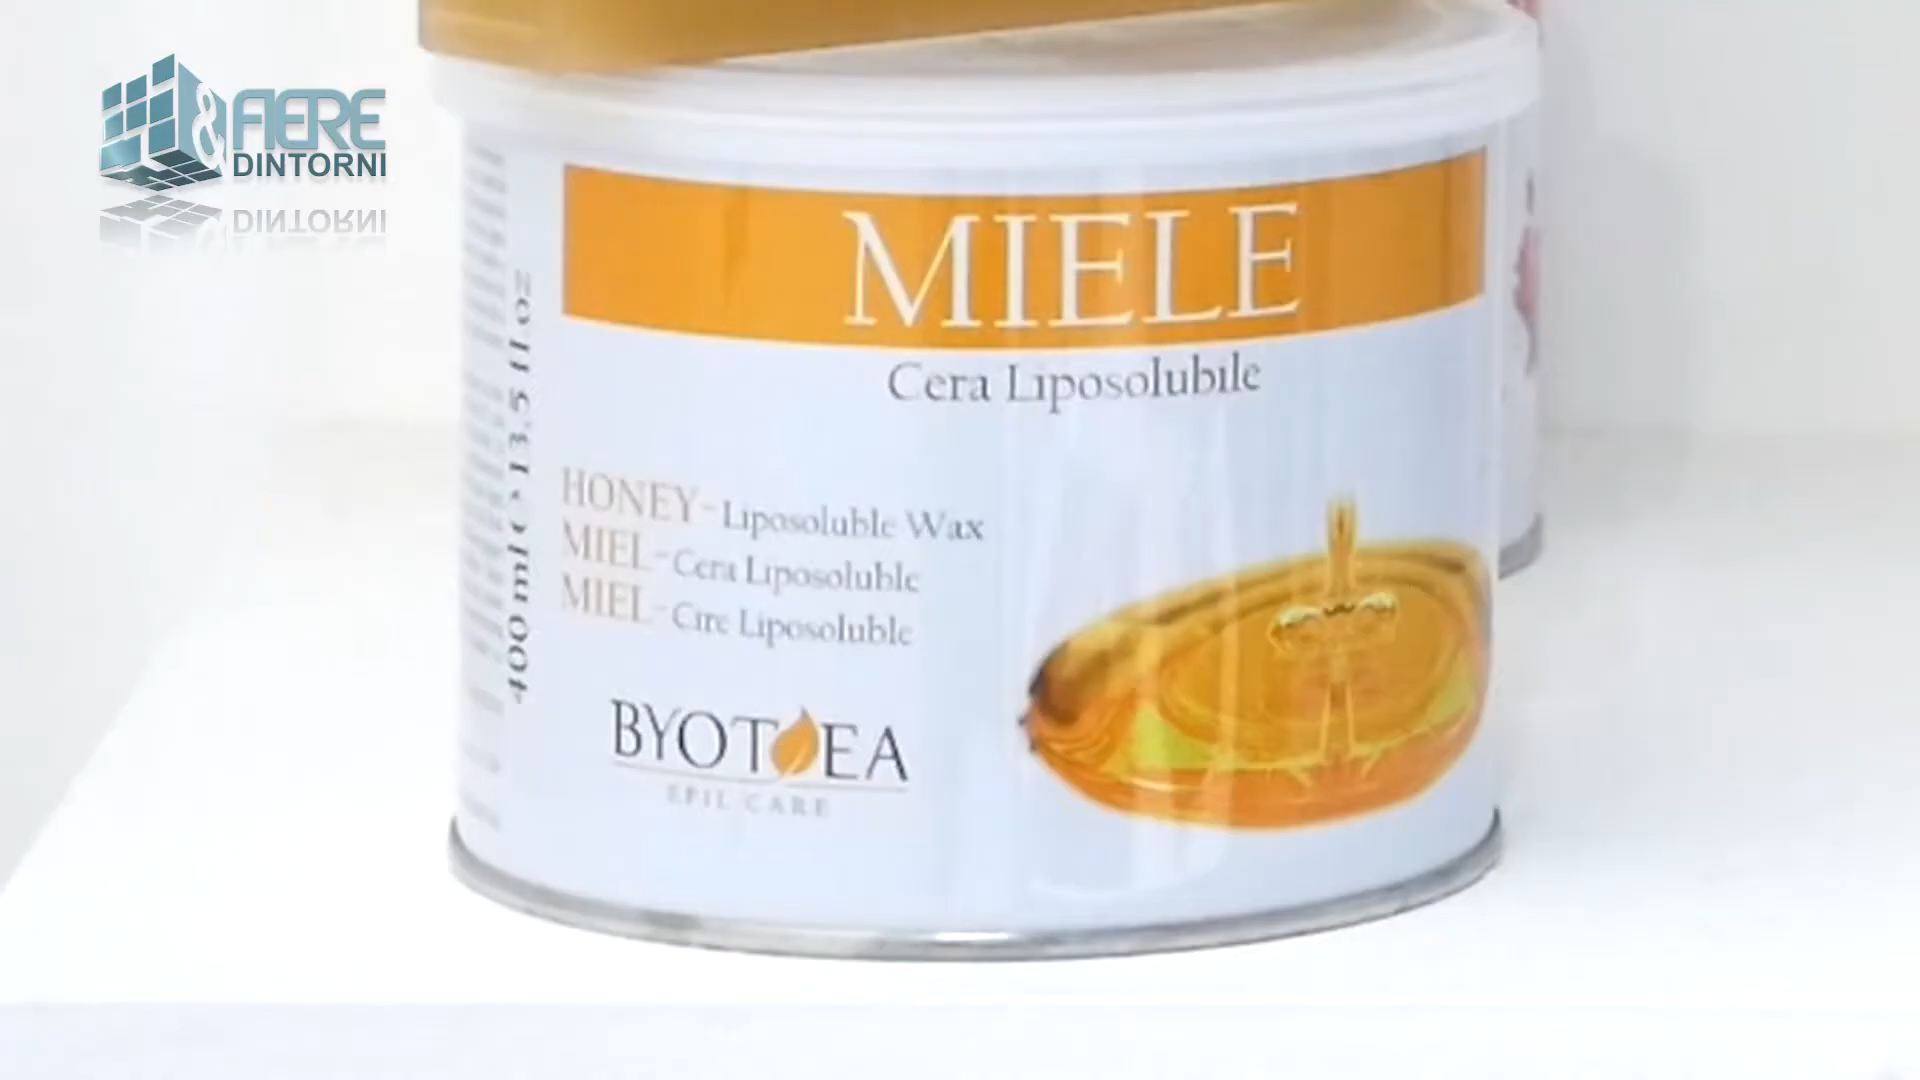 & FIERE
DINTORNI
MIELE
Cera Liposolubile
HONEY - Liposoluble Wax
MIEL - Cera Liposoluble
MIEL - Cire Liposoluble
BYOTEA
EPIL CARE
400 ml e 13.5 fl oz